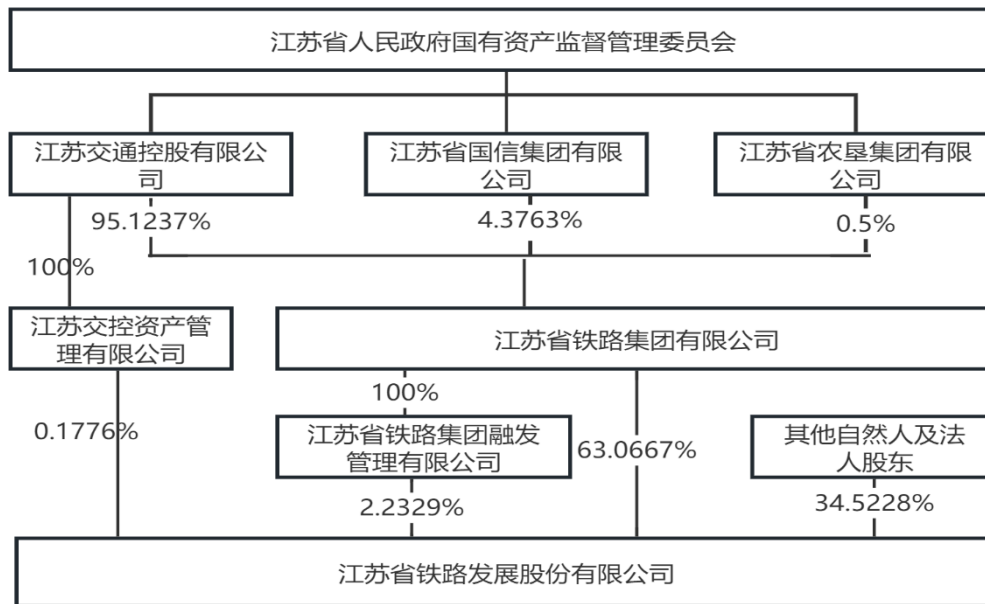 江苏省人民政府国有资产监督管理委员会
江苏交通控股有限公
司
江苏省国信集团有限
公司
江苏省农垦集团有限
公司
95.1237%
4.3763%
0.5%
100%
江苏交控资产管
理有限公司
江苏省铁路集团有限公司
100%
0.1776%
江苏省铁路集团融发
管理有限公司
63.0667%
其他自然人及法
人股东
2.2329%
34.5228%
江苏省铁路发展股份有限公司